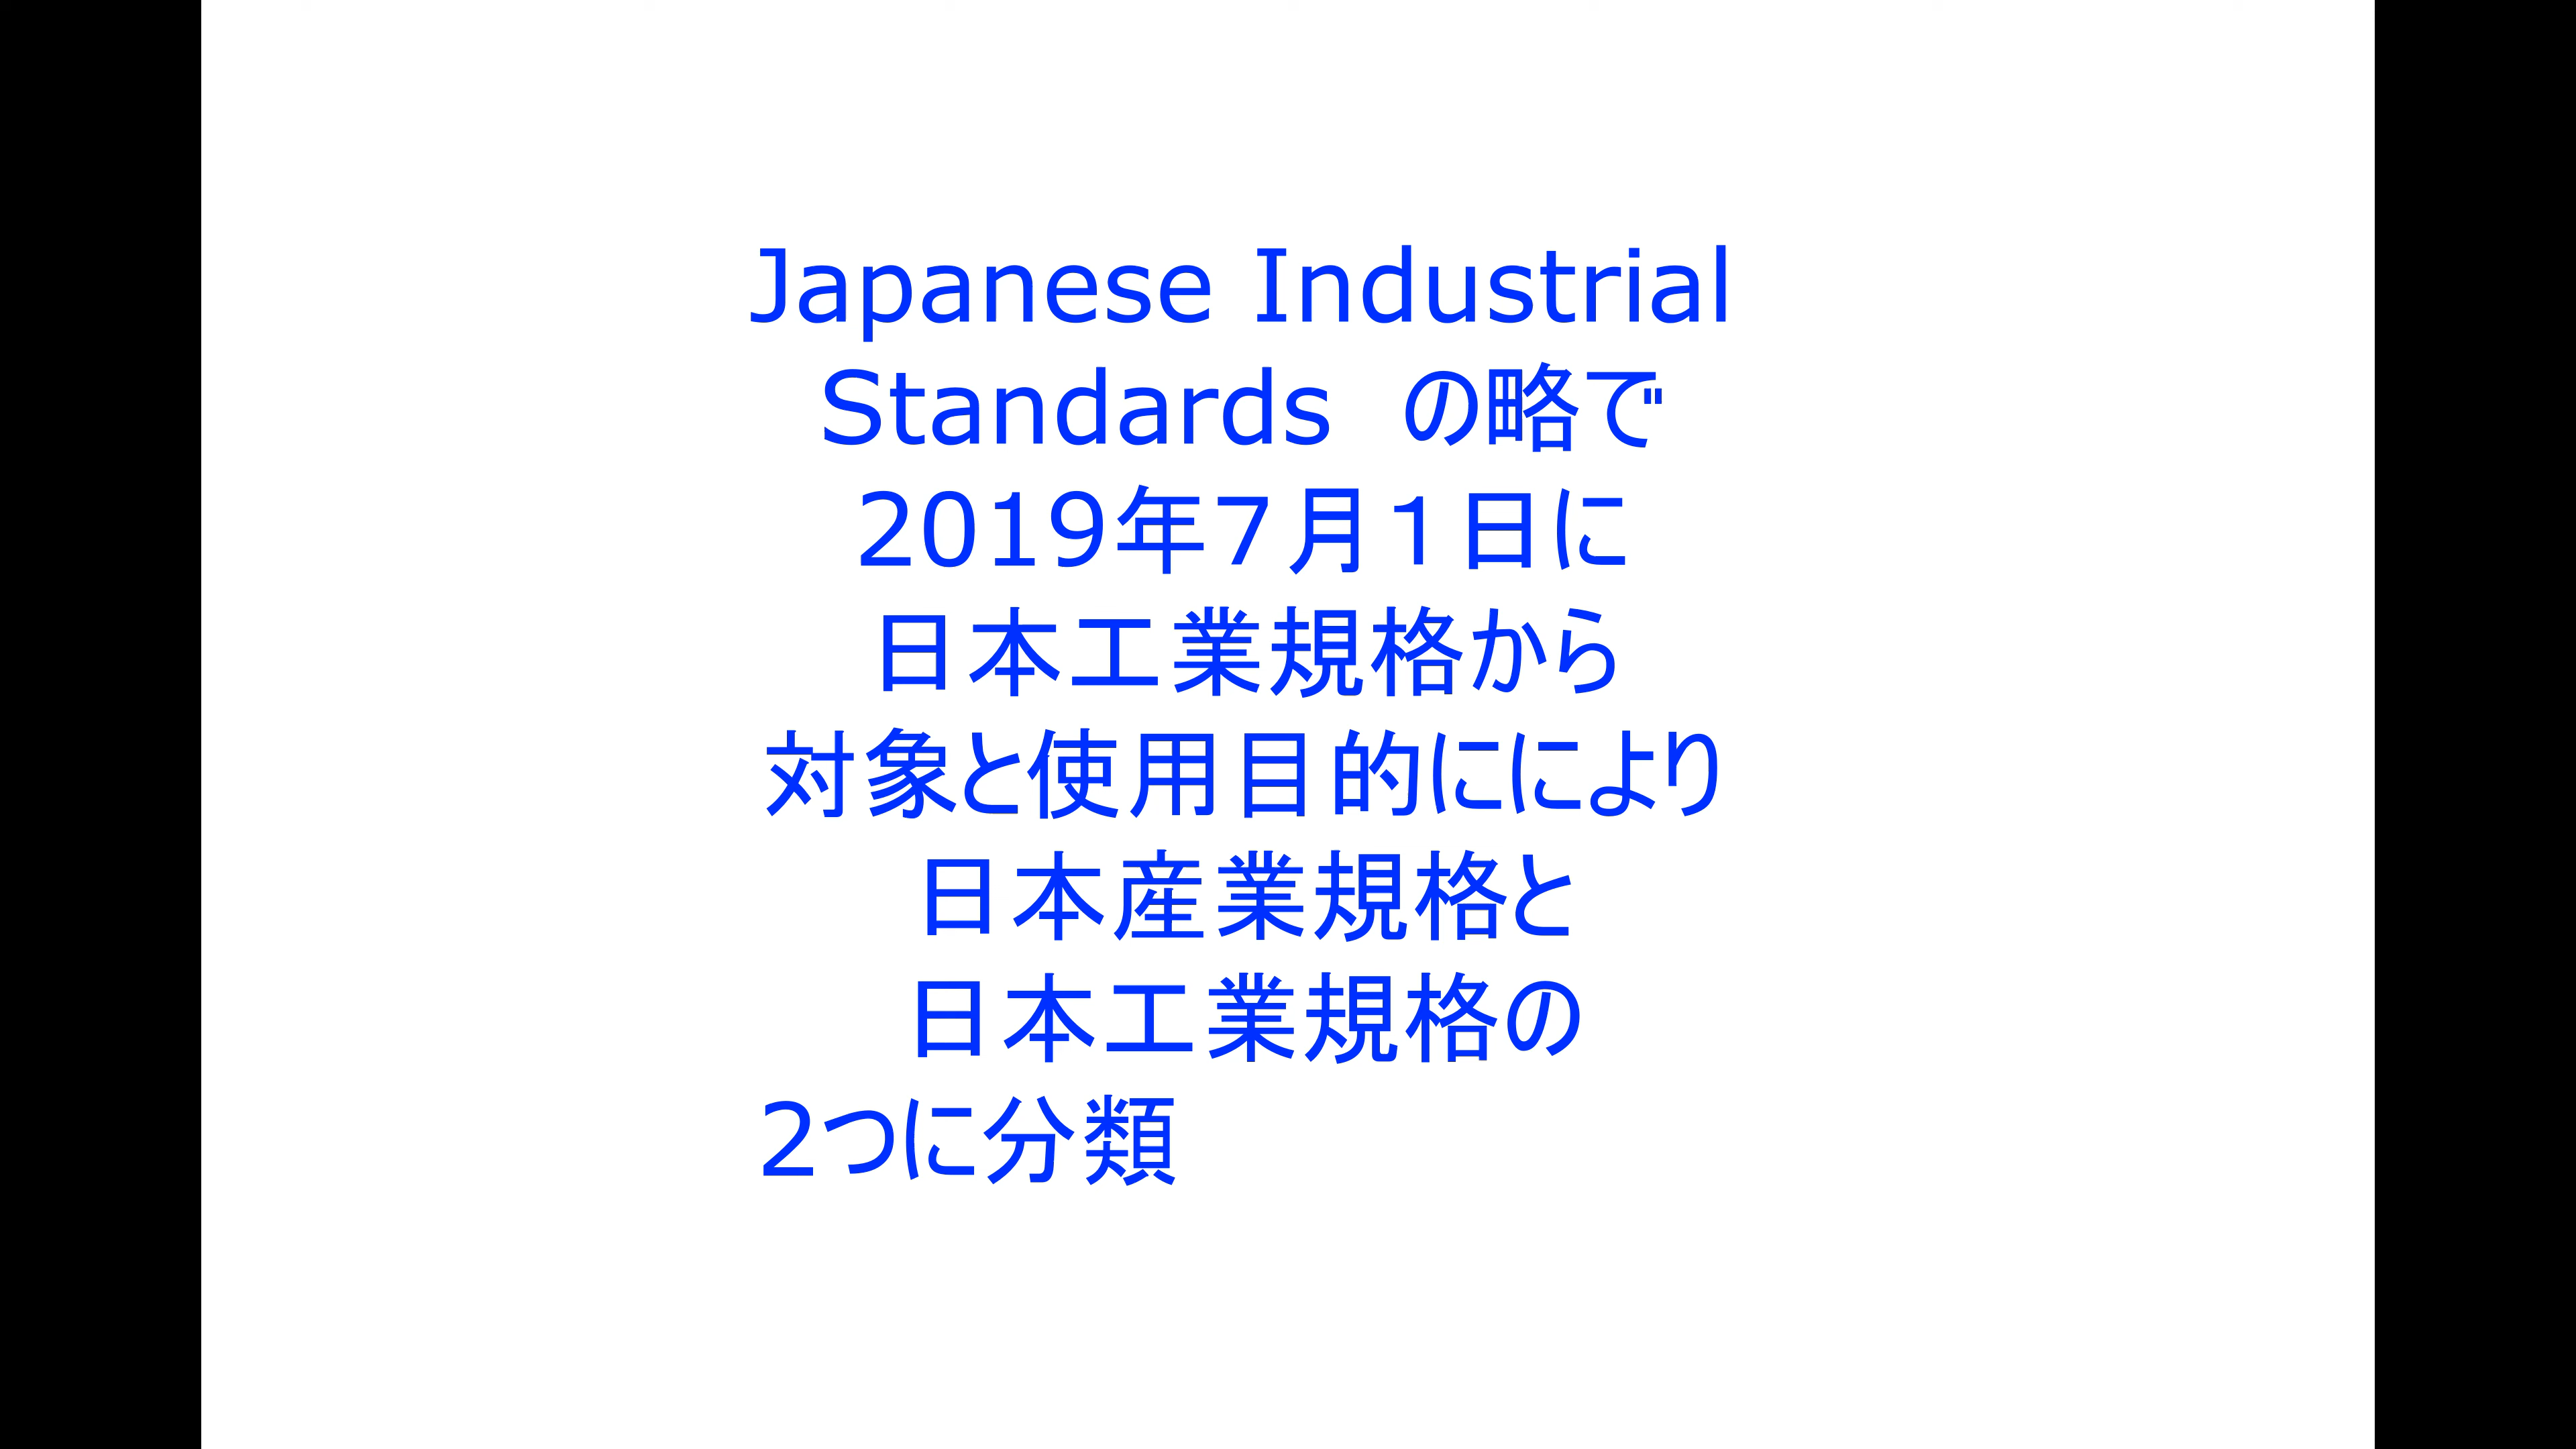 Japanese Industrial
Standards　の略で
2019年７月１日に
日本工業規格から
対象と使用目的ににより
日本産業規格と
日本工業規格の
2つに分類